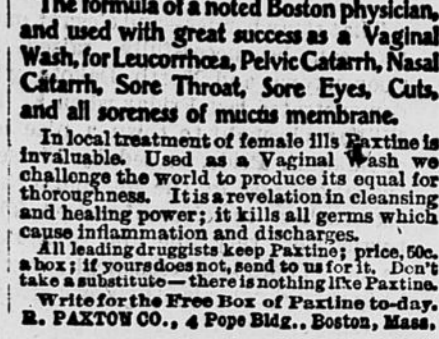 The formula of a noted Boston physician,
and used with great success as a Vaginal
Wash, for Leucorrhœa, Pelvic Catarrh, Nasal
Catarrh, Sore Throat, Sore Eyes, Cuts,
and all soreness of mucus membrane.
In local treatment of female ills Paxtine is
invaluable. Used as a Vaginal Wash we
challenge the world to produce its equal for
thoroughness. It is a revelation in cleansing
and healing power; it kills all germs which
cause inflammation and discharges.
All leading druggists keep Paxtine; price, 50c.
a box; if yours does not, send to us for it. Don't
take a substitute—there is nothing like Paxtine.
Write for the Free Box of Paxtine to-day.
R. PAXTON CO., 4 Pope Bldg., Boston, Mass.